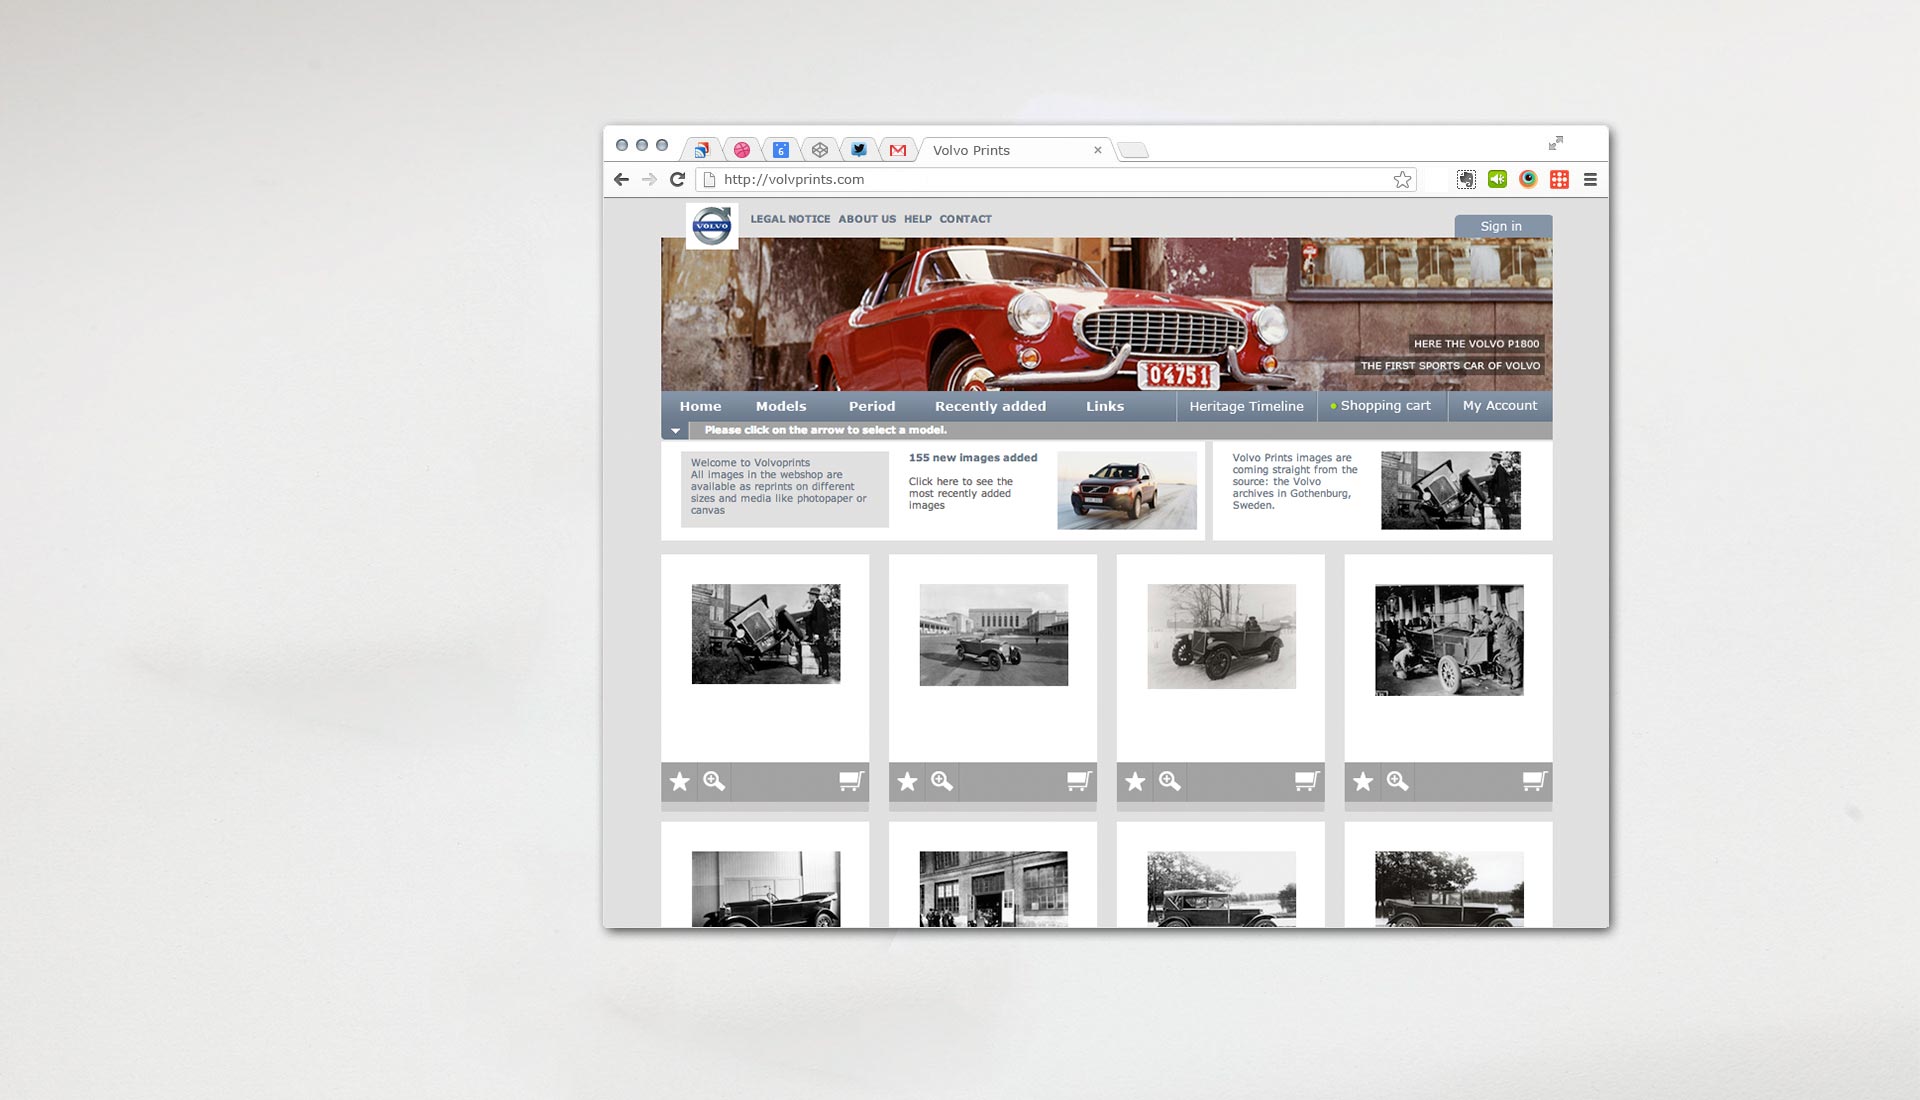 Volvo Prints
http://volvprints.com
VOLVO
LEGAL NOTICE ABOUT US HELP CONTACT
Sign in
HERE THE VOLVO P1800
THE FIRST SPORTS CAR OF VOLVO
04751
Home Models Period Recently added Links Heritage Timeline Shopping cart My Account
Please click on the arrow to select a model.
Welcome to Volvoprints
All images in the webshop are
available as reprints on different
sizes and media like photopaper or
canvas
155 new images added
Click here to see the
most recently added
images
Volvo Prints images are
coming straight from the
source: the Volvo
archives in Gothenburg,
Sweden.
6